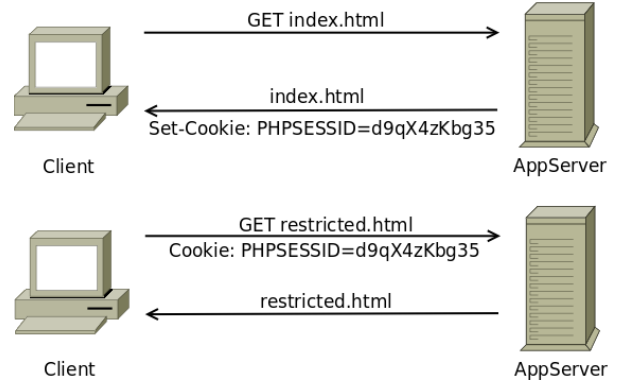 GET index.html
index.html
Set-Cookie: PHPSESSID=d9qX4zKbg35
Client
AppServer
GET restricted.html
Cookie: PHPSESSID=d9qX4zKbg35
restricted.html
Client
AppServer